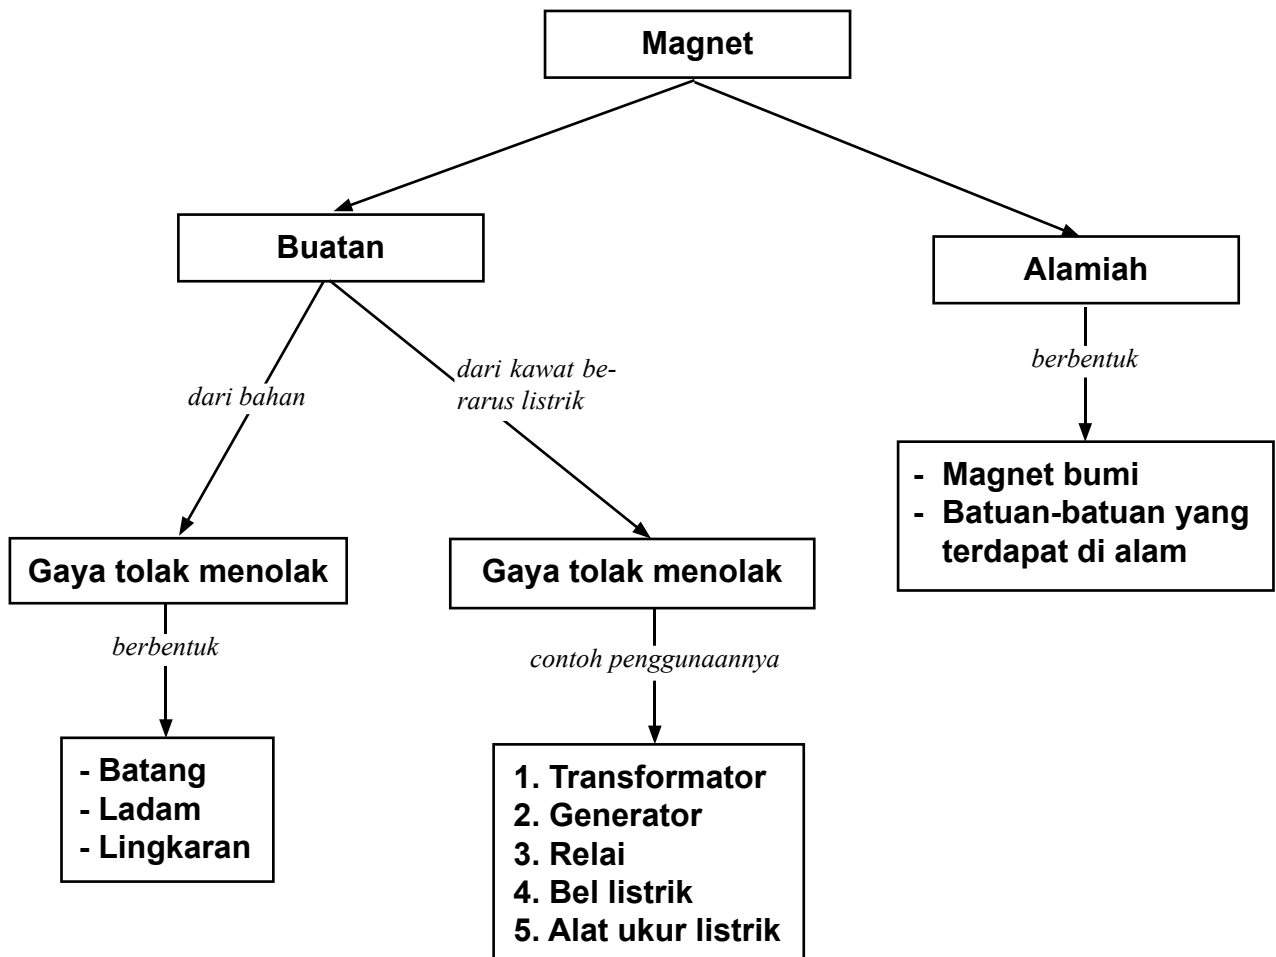 Magnet
Buatan
Alamiah
dari bahan
dari kawat be-
rarus listrik
berbentuk
- Magnet bumi
- Batuan-batuan yang
terdapat di alam
Gaya tolak menolak
Gaya tolak menolak
berbentuk
contoh penggunaannya
- Batang
- Ladam
- Lingkaran
1. Transformator
2. Generator
3. Relai
4. Bel listrik
5. Alat ukur listrik